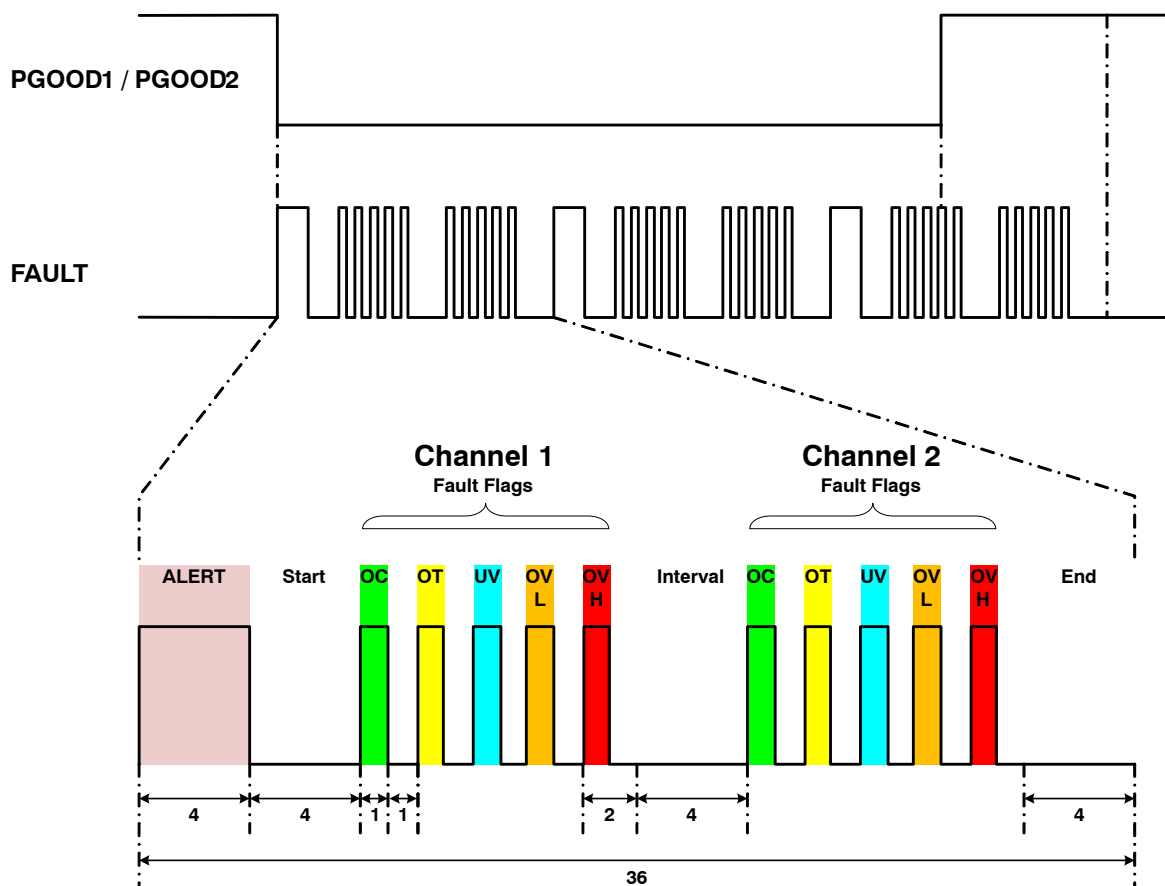 PGOOD1 / PGOOD2
FAULT
Channel 1
Fault Flags
Channel 2
Fault Flags
ALERT
Start
OC
OT
UV
OV
L
OV
H
Interval
OC
OT
UV
OV
L
OV
H
End
4
4
1
1
2
4
4
36